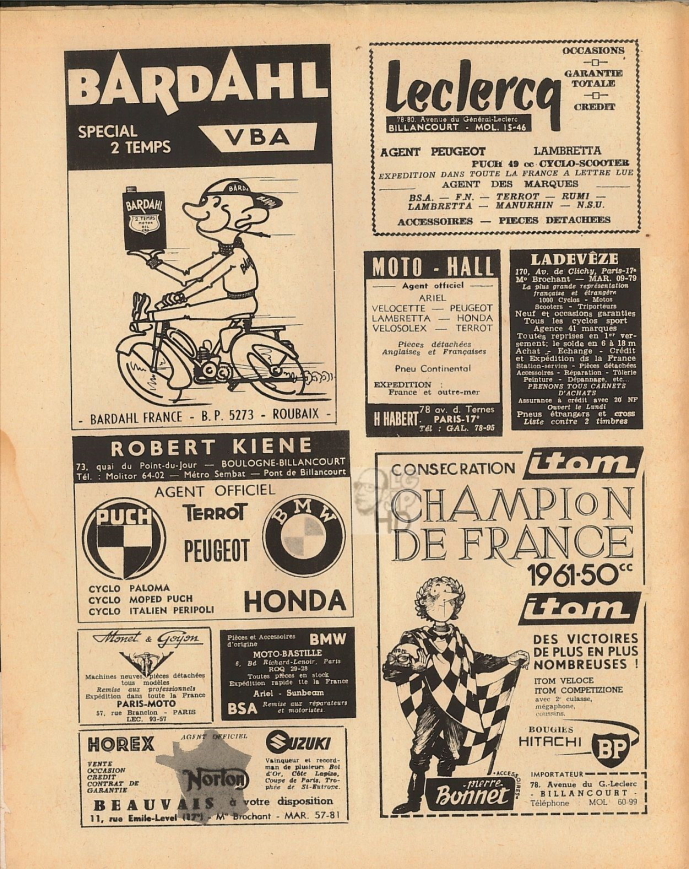 BARDAHL
SPECIAL
2 TEMPS
VBA
BARDAHL
2 TEMPS
MOTOR
OIL
VBA
BARD
BARDAHL
- BARDAHL FRANCE - B.P. 5273 - ROUBAIX -
Leclercq
OCCASIONS
GARANTIE
TOTALE
CREDIT
78-80, Avenue du Général-Leclerc
BILLANCOURT - MOL. 15-46
AGENT PEUGEOT LAMBRETTA
PUCH 49 cc CYCLO-SCOOTER
EXPEDITION DANS TOUTE LA FRANCE A LETTRE LUE
AGENT DES MARQUES
B.S.A. — F.N. — TERROT — RUMI —
LAMBRETTA — MANURHIN — N.S.U.
ACCESSOIRES — PIECES DETACHEES
MOTO - HALL
Agent officiel
ARIEL
VELOCETTE — PEUGEOT
LAMBRETTA — HONDA
VELOSOLEX — TERROT
Pièces détachées
Anglaises et Françaises
Pneu Continental
EXPEDITION :
France et outre-mer
H HABERT
78 av. d. Ternes
PARIS-17e
Tél : GAL. 78-95
LADEVÈZE
170, Av. de Clichy, Paris-17e
Mo Brochant — MAR. 09-79
La plus grande représentation
française et étrangère
1000 Cyclos - Motos
Scooters - Triporteurs
Neuf et occasions garanties
Tous les cyclos sport
Agence 41 marques
Toutes reprises en 1er ver-
sement; le solde en 6 à 18 m
Achat - Echange - Crédit
et Expédition ds la France
Station-service - Pièces détachées
Accessoires - Réparation - Tôlerie
Peinture - Dépannage, etc...
PRENONS TOUS CARNETS
D'ACHATS
Assurance à crédit avec 20 NF
Ouvert le Lundi
Pneus étrangers et cross
Liste contre 2 timbres
ROBERT KIENE
73, quai du Point-du-Jour — BOULOGNE-BILLANCOURT
Tél. : Molitor 64-02 — Métro Sembat — Pont de Billancourt
AGENT OFFICIEL
PUCH
TERROT
PEUGEOT
BMW
CYCLO PALOMA
CYCLO MOPED PUCH
CYCLO ITALIEN PERIPOLI
HONDA
CONSECRATION itom
CHAMPION
DE FRANCE
1961-50cc
itom
DES VICTOIRES
DE PLUS EN PLUS
NOMBREUSES !
ITOM VELOCE
ITOM COMPETIZIONE
avec 2e culasse,
mégaphone,
BOUGIES
HITACHI
BP
pierre
Bonnet
IMPORTATEUR
78, Avenue du G.-Leclerc
- BILLANCOURT -
Téléphone MOL 60-99
Monet & Goyon
Machines neuves, pièces détachées
tous modèles
Remise aux professionnels
Expédition dans toute la France
PARIS-MOTO
57, rue Brancion - PARIS
LEC. 93-57
Pièces et Accessoires
d'origine BMW
MOTO-BASTILLE
6, Bd Richard-Lenoir, Paris
ROQ 29-28
Toutes pièces en stock
Expédition rapide tte la France
Ariel - Sunbeam
BSA Remise aux réparateurs
et motoristes
HOREX
AGENT OFFICIEL
SUZUKI
VENTE
OCCASION
CREDIT
CONTRAT DE
GARANTIE
Norton
Vainqueur et record-
man de plusieurs Bol
d'Or, Côte Lapize,
Coupe de Paris, Tro-
phée de St-Eutrope.
BEAUVAIS à votre disposition
11, rue Emile-Level (17e) - Mo Brochant - MAR. 57-81